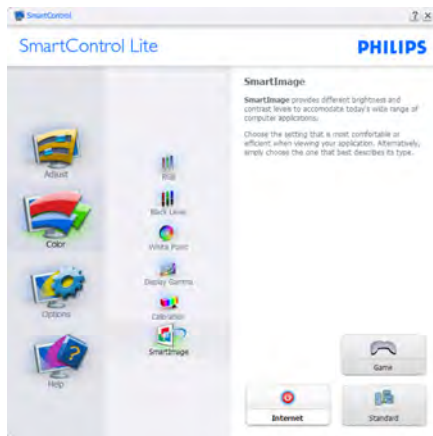 SmartControl
? x
SmartControl Lite
PHILIPS
Adjust
Color
Options
Help
RGB
Black Level
White Point
Display Gamma
Calibration
SmartImage
SmartImage
SmartImage provides different brightness and
contrast levels to accomodate today's wide range of
computer applications.
Choose the setting that is most comfortable or
efficient when viewing your application. Alternatively,
simply choose the one that best describes its type.
Game
Internet
Standard